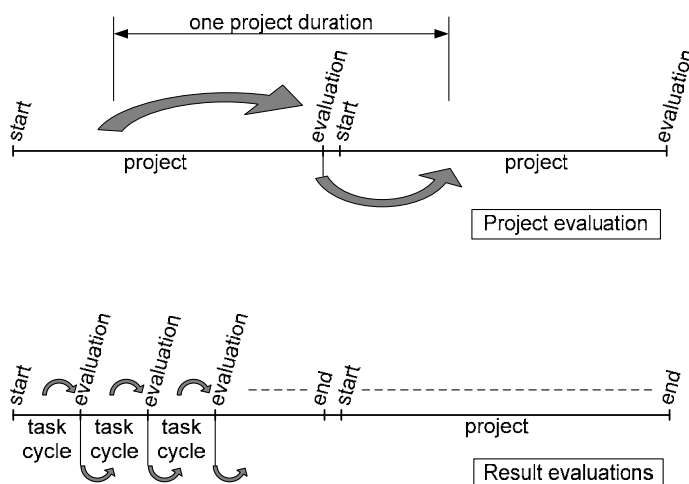 one project duration
start
evaluation
start
evaluation
project
project
Project evaluation
start
evaluation
evaluation
evaluation
end
start
end
task
cycle
task
cycle
task
cycle
project
Result evaluations